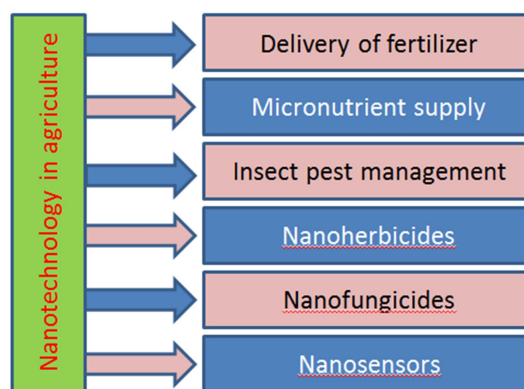 Nanotechnology in agriculture
Delivery of fertilizer
Micronutrient supply
Insect pest management
Nanoherbicides
Nanofungicides
Nanosensors